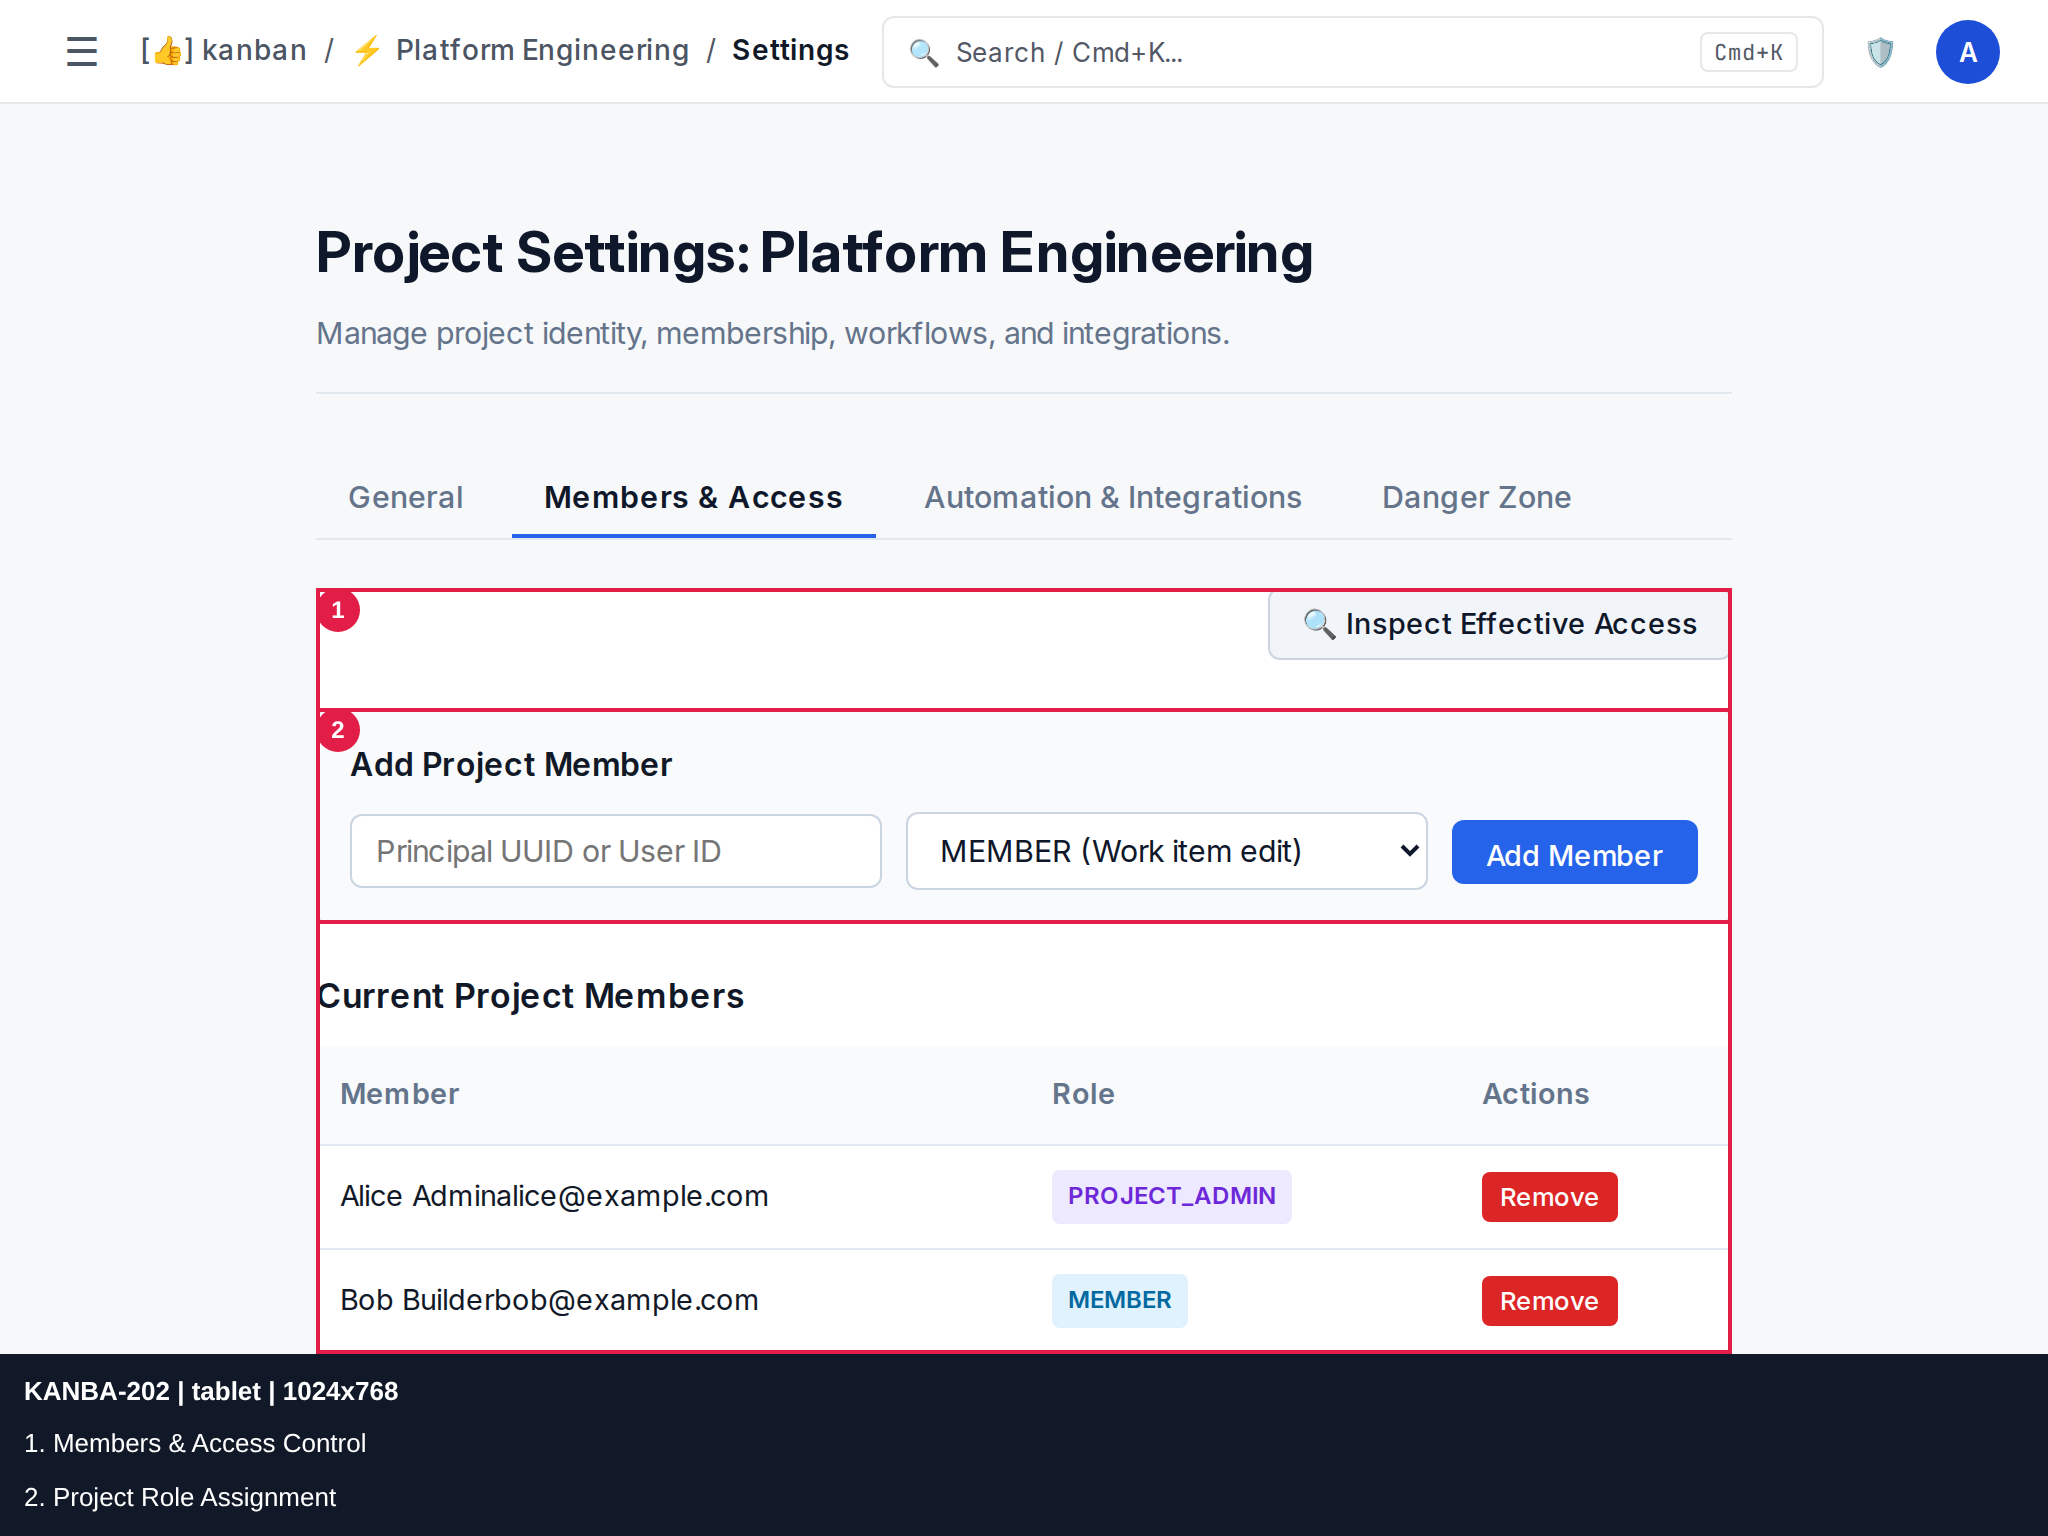 [👍] kanban / ⚡ Platform Engineering / Settings
🔍 Search / Cmd+K...
Cmd+K
A
Project Settings: Platform Engineering
Manage project identity, membership, workflows, and integrations.
General Members & Access Automation & Integrations Danger Zone
1
🔍 Inspect Effective Access
2
Add Project Member
Principal UUID or User ID MEMBER (Work item edit) Add Member
Current Project Members
Member Role Actions
Alice Adminalice@example.com PROJECT_ADMIN Remove
Bob Builderbob@example.com MEMBER Remove
KANBA-202 | tablet | 1024x768
1. Members & Access Control
2. Project Role Assignment